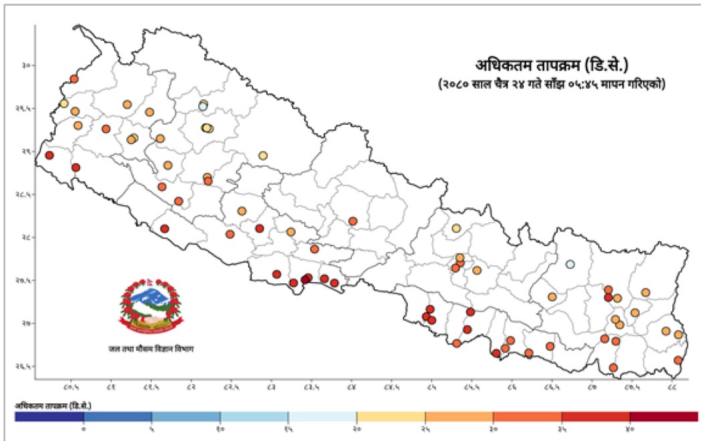 अधिकतम तापक्रम (डि.से.)
(२०८० साल चैत्र २४ गते साँझ ०५:४५ मापन गरिएको)
३०
२९.५
२९
२८.५
२८
२७.५
२७
२६.५
जल तथा मौसम विज्ञान विभाग
८०.५ ८१ ८१.५ ८२ ८२.५ ८३ ८३.५ ८४ ८४.५ ८५ ८५.५ ८६ ८६.५ ८७ ८७.५ ८८
अधिकतम तापक्रम (डि.से.)
० ५ १० १५ २० २५ ३० ३५ ४०